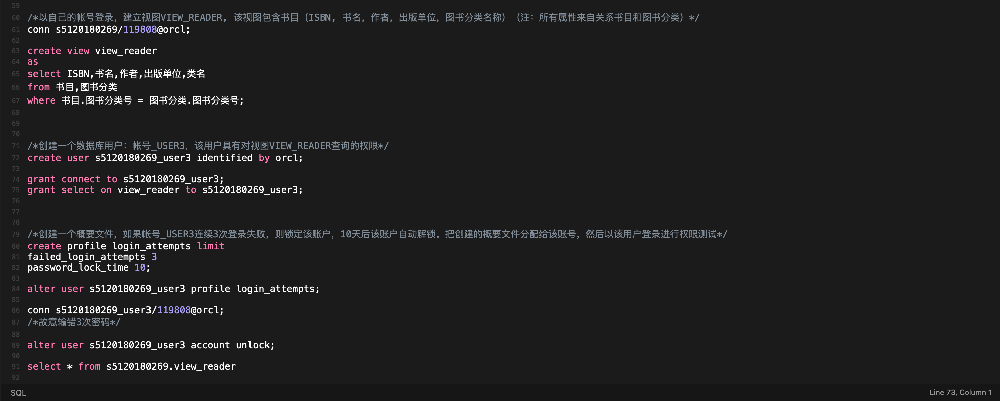 59
60 /*以自己的帐号登录，建立视图VIEW_READER, 该视图包含书目（ISBN, 书名，作者，出版单位，图书分类名称）（注：所有属性来自关系书目和图书分类）*/
61 conn s5120180269/119808@orcl;
62
63 create view view_reader
64 as
65 select ISBN,书名,作者,出版单位,类名
66 from 书目,图书分类
67 where 书目.图书分类号 = 图书分类.图书分类号;
68
69
70
71 /*创建一个数据库用户：帐号_USER3，该用户具有对视图VIEW_READER查询的权限*/
72 create user s5120180269_user3 identified by orcl;
73
74 grant connect to s5120180269_user3;
75 grant select on view_reader to s5120180269_user3;
76
77
78
79 /*创建一个概要文件，如果帐号_USER3连续3次登录失败，则锁定该账户，10天后该账户自动解锁。把创建的概要文件分配给该账号，然后以该用户登录进行权限测试*/
80 create profile login_attempts limit
81 failed_login_attempts 3
82 password_lock_time 10;
83
84 alter user s5120180269_user3 profile login_attempts;
85
86 conn s5120180269_user3/119808@orcl;
87 /*故意输错3次密码*/
88
89 alter user s5120180269_user3 account unlock;
90
91 select * from s5120180269.view_reader
92
SQL
Line 73, Column 1